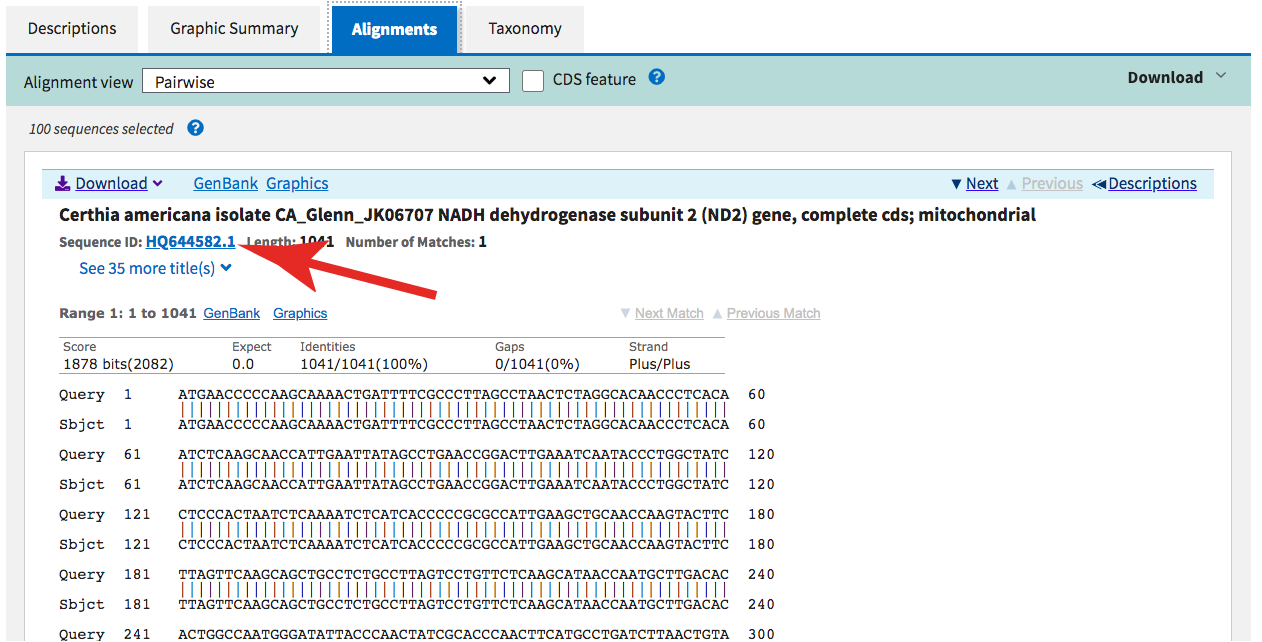 Descriptions Graphic Summary Alignments Taxonomy
Alignment view Pairwise CDS feature ? Download
100 sequences selected ?
Download GenBank Graphics Next Previous Descriptions
Certhia americana isolate CA_Glenn_JK06707 NADH dehydrogenase subunit 2 (ND2) gene, complete cds; mitochondrial
Sequence ID: HQ644582.1 Length: 1041 Number of Matches: 1
See 35 more title(s)
Range 1: 1 to 1041 GenBank Graphics Next Match Previous Match
Score Expect Identities Gaps Strand
1878 bits(2082) 0.0 1041/1041(100%) 0/1041(0%) Plus/Plus
Query 1 ATGAACCCCCAAGCAAAACTGATTTTCGCCCTTAGCCTAACTCTAGGCACAACCCTCACA 60
Sbjct 1 ATGAACCCCCAAGCAAAACTGATTTTCGCCCTTAGCCTAACTCTAGGCACAACCCTCACA 60
Query 61 ATCTCAAGCAACCATTGAATTATAGCCTGAACCGGACTTGAAATCAATACCCTGGCTATC 120
Sbjct 61 ATCTCAAGCAACCATTGAATTATAGCCTGAACCGGACTTGAAATCAATACCCTGGCTATC 120
Query 121 CTCCCACTAATCTCAAAATCTCATCACCCCCGCGCCATTGAAGCTGCAACCAAGTACTTC 180
Sbjct 121 CTCCCACTAATCTCAAAATCTCATCACCCCCGCGCCATTGAAGCTGCAACCAAGTACTTC 180
Query 181 TTAGTTCAAGCAGCTGCCTCTGCCTTAGTCCTGTTCTCAAGCATAACCAATGCTTGACAC 240
Sbjct 181 TTAGTTCAAGCAGCTGCCTCTGCCTTAGTCCTGTTCTCAAGCATAACCAATGCTTGACAC 240
Query 241 ACTGGCCAATGGGATATTACCCAACTATCGCACCCAACTTCATGCCTGATCTTAACTGTA 300